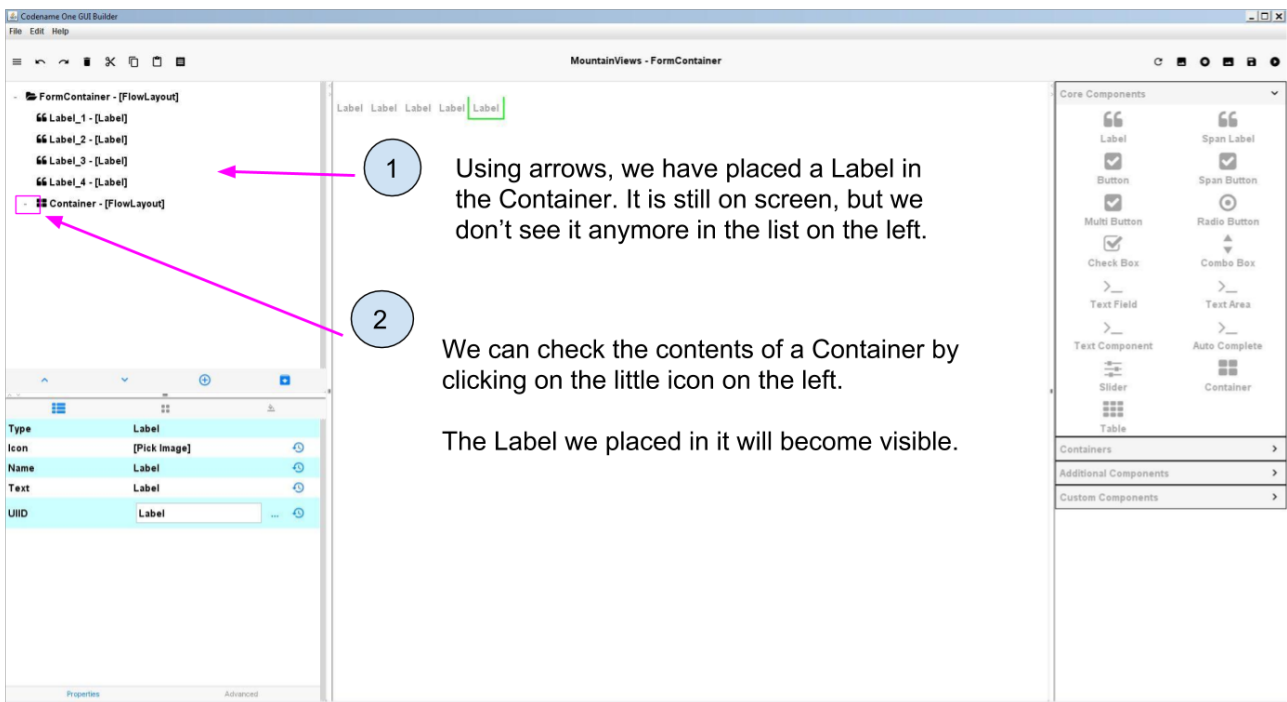 Codename One GUI Builder
File Edit Help
MountainViews - FormContainer
FormContainer - [FlowLayout]
Label_1 - [Label]
Label_2 - [Label]
Label_3 - [Label]
Label_4 - [Label]
Container - [FlowLayout]
Label Label Label Label Label
1
Using arrows, we have placed a Label in
the Container. It is still on screen, but we
don't see it anymore in the list on the left.
2
We can check the contents of a Container by
clicking on the little icon on the left.
The Label we placed in it will become visible.
Type Label
Icon [Pick Image]
Name Label
Text Label
UIID Label ...
Properties Advanced
Core Components
Label Span Label
Button Span Button
Multi Button Radio Button
Check Box Combo Box
Text Field Text Area
Text Component Auto Complete
Slider Container
Table
Containers
Additional Components
Custom Components